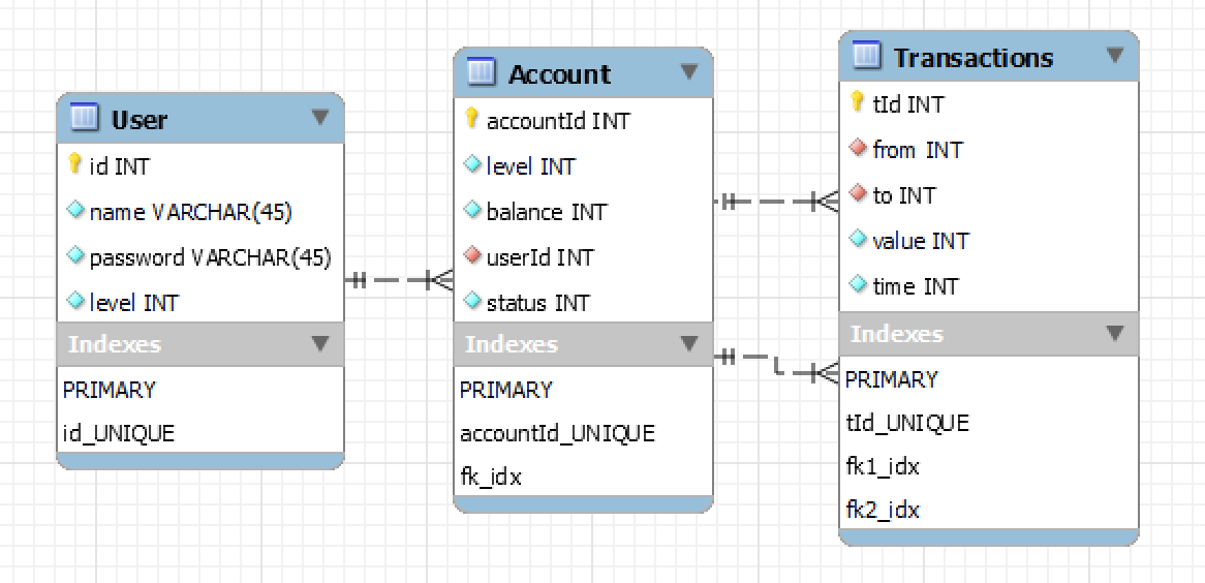 User
id INT
name VARCHAR(45)
password VARCHAR(45)
level INT
Indexes
PRIMARY
id_UNIQUE
Account
accountId INT
level INT
balance INT
userId INT
status INT
Indexes
PRIMARY
accountId_UNIQUE
fk_idx
Transactions
tId INT
from INT
to INT
value INT
time INT
Indexes
PRIMARY
tId_UNIQUE
fk1_idx
fk2_idx